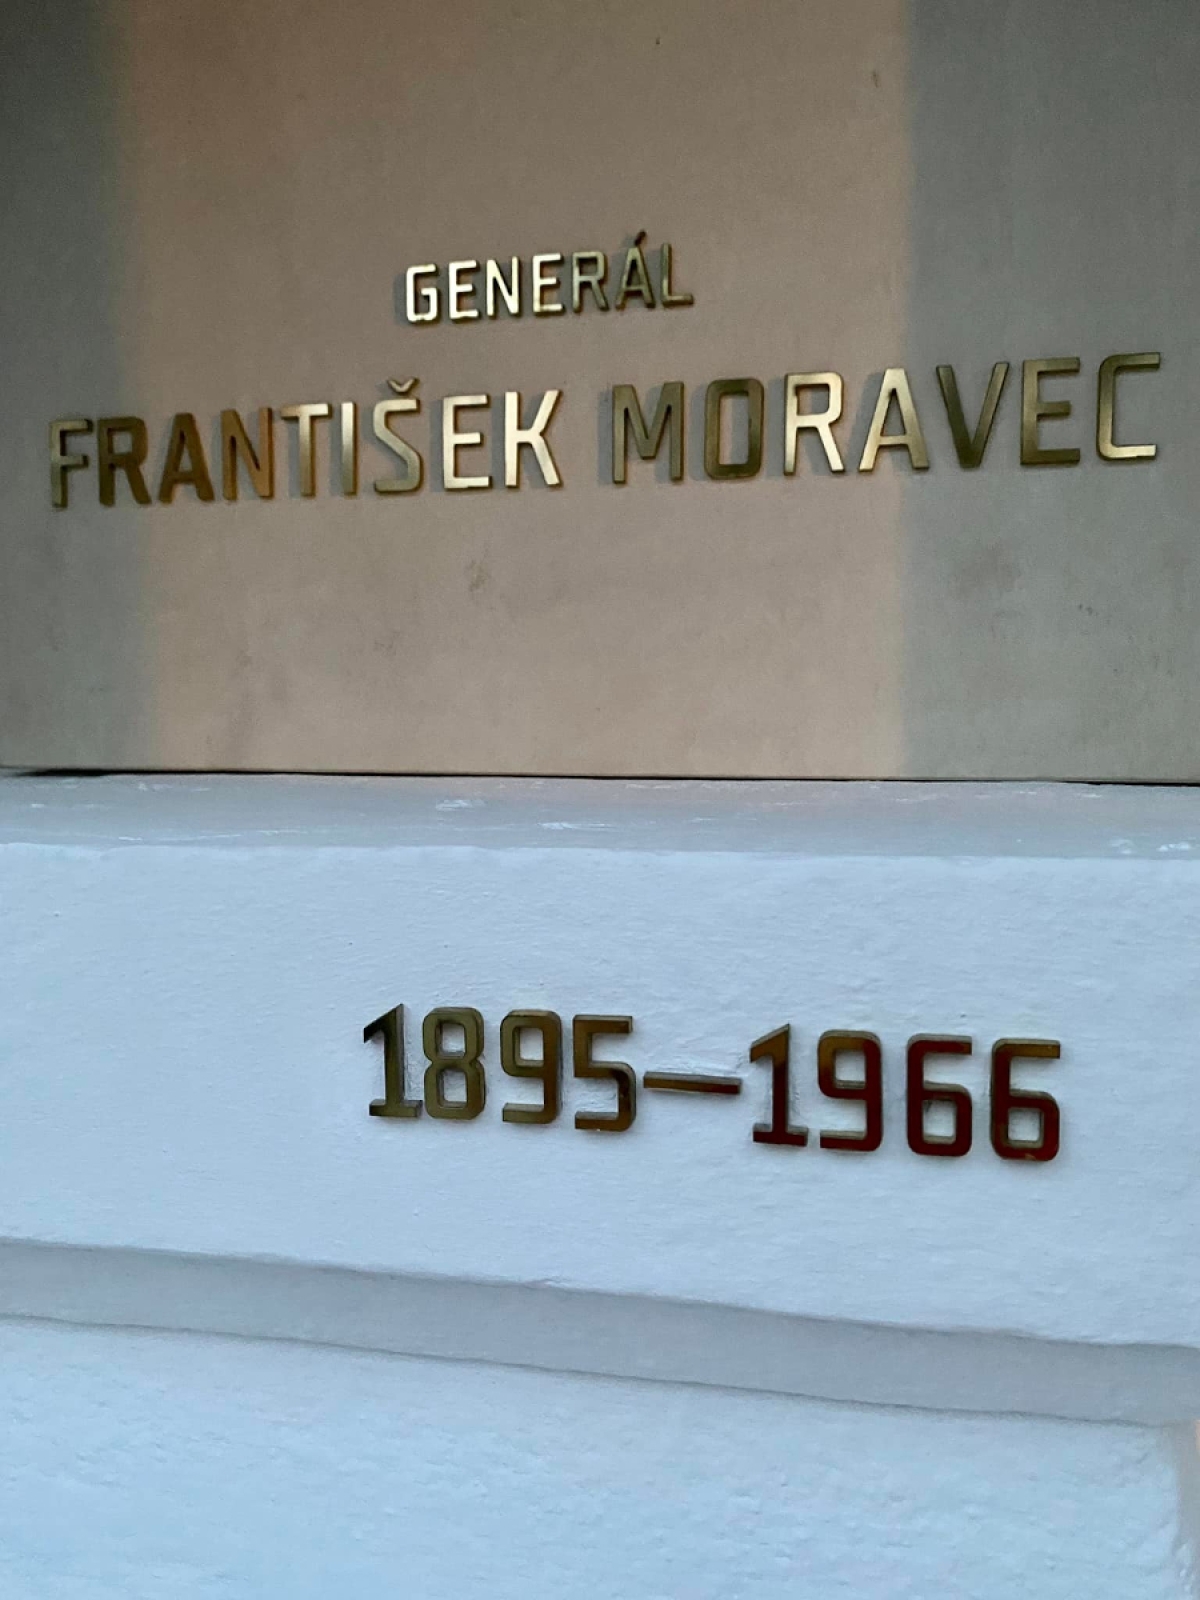 GENERÁL
FRANTIŠEK MORAVEC
1895—1966